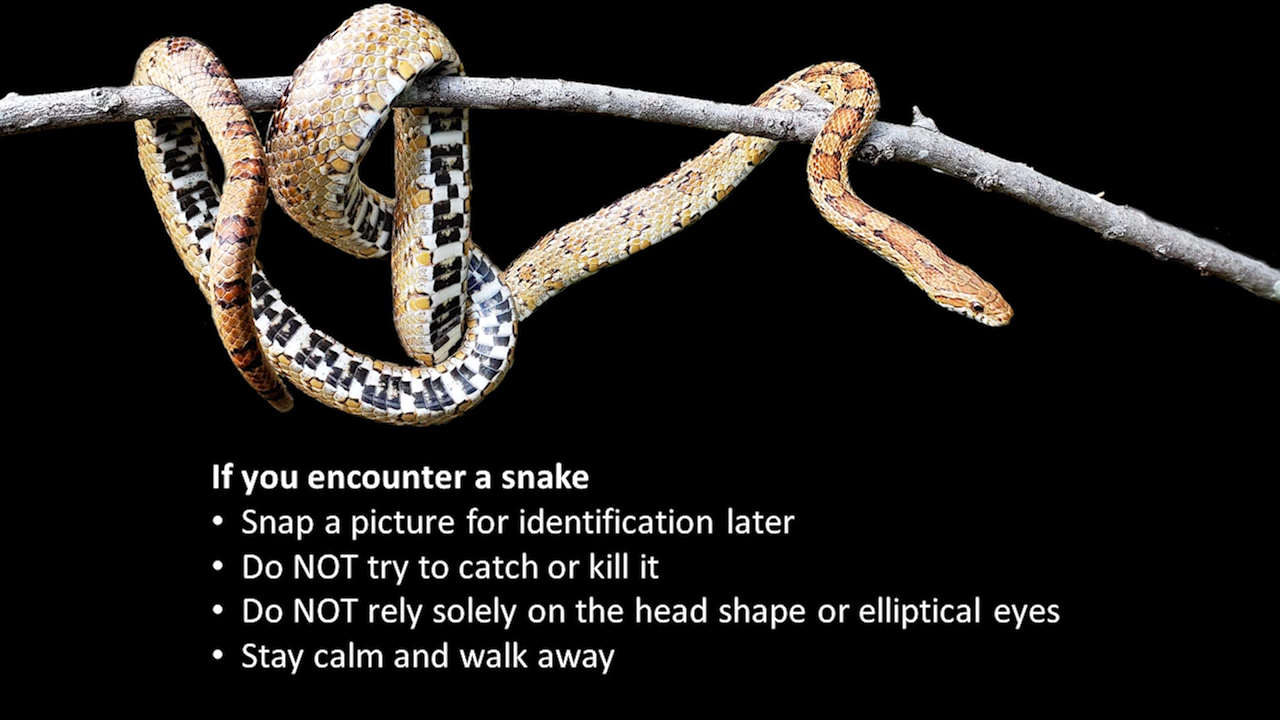 If you encounter a snake
• Snap a picture for identification later
• Do NOT try to catch or kill it
• Do NOT rely solely on the head shape or elliptical eyes
• Stay calm and walk away